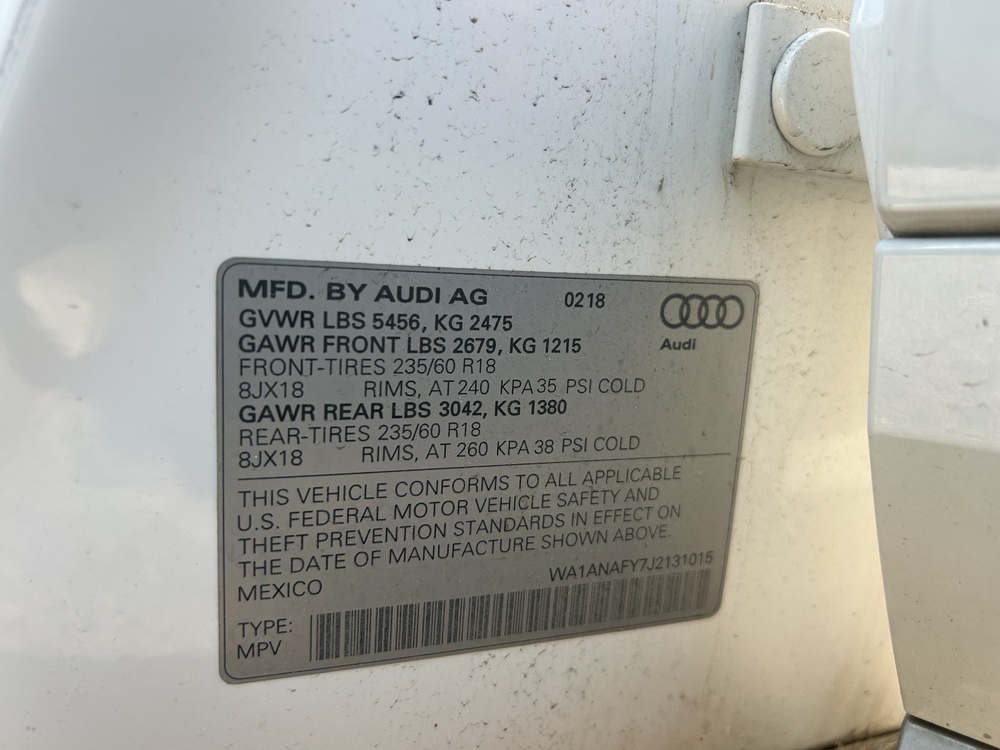 MFD. BY AUDI AG 0218
GVWR LBS 5456, KG 2475
GAWR FRONT LBS 2679, KG 1215
Audi
FRONT-TIRES 235/60 R18
8JX18 RIMS, AT 240 KPA 35 PSI COLD
GAWR REAR LBS 3042, KG 1380
REAR-TIRES 235/60 R18
8JX18 RIMS, AT 260 KPA 38 PSI COLD
THIS VEHICLE CONFORMS TO ALL APPLICABLE
U.S. FEDERAL MOTOR VEHICLE SAFETY AND
THEFT PREVENTION STANDARDS IN EFFECT ON
THE DATE OF MANUFACTURE SHOWN ABOVE.
MEXICO WA1ANAFY7J2131015
TYPE:
MPV